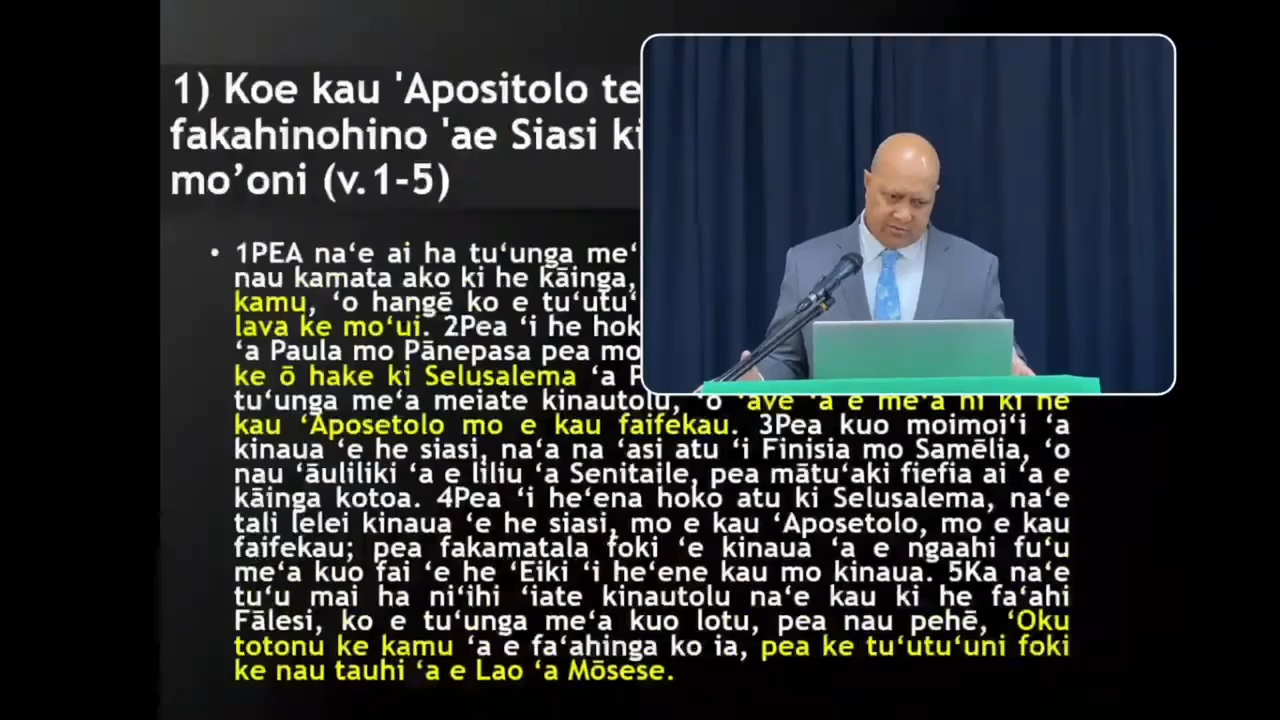 1) Koe kau 'Apositolo te
fakahinohino 'ae Siasi ki
mo’oni (v.1-5)
• 1PEA na‘e ai ha tu‘unga me‘
nau kamata ako ki he kāinga,
kamu, ‘o hangē ko e tu‘utu‘
lava ke mo‘ui. 2Pea ‘i he hok
‘a Paula mo Pānepasa pea mo
ke ō hake ki Selusalema ‘a P
tu‘unga me‘a meiate kinautolu, ‘o ‘ave ‘a e me‘a ni ki he
kau ‘Aposetolo mo e kau faifekau. 3Pea kuo moimoi‘i ‘a
kinaua ‘e he siasi, na‘a na ‘asi atu ‘i Finisia mo Samēlia, ‘o
nau ‘āuliliki ‘a e liliu ‘a Senitaile, pea mātu‘aki fiefia ai ‘a e
kāinga kotoa. 4Pea ‘i he‘ena hoko atu ki Selusalema, na‘e
tali lelei kinaua ‘e he siasi, mo e kau ‘Aposetolo, mo e kau
faifekau; pea fakamatala foki ‘e kinaua ‘a e ngaahi fu‘u
me‘a kuo fai ‘e he ‘Eiki ‘i he‘ene kau mo kinaua. 5Ka na‘e
tu‘u mai ha ni‘ihi ‘iate kinautolu na‘e kau ki he fa‘ahi
Fālesi, ko e tu‘unga me‘a kuo lotu, pea nau pehē, ‘Oku
totonu ke kamu ‘a e fa‘ahinga ko ia, pea ke tu‘utu‘uni foki
ke nau tauhi ‘a e Lao ‘a Mōsese.